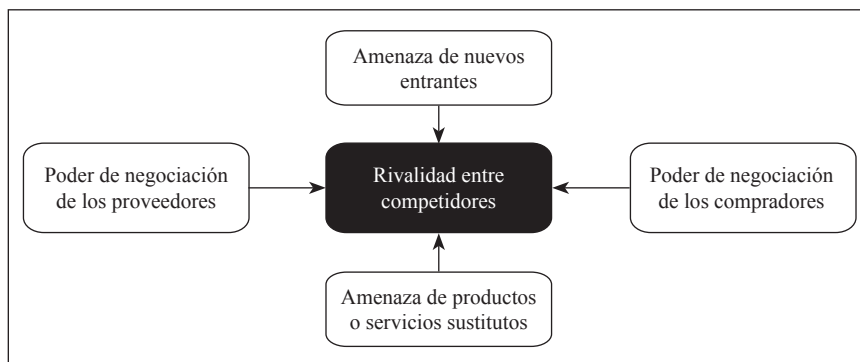 Amenaza de nuevos
entrantes
Poder de negociación
de los proveedores
Rivalidad entre
competidores
Poder de negociación
de los compradores
Amenaza de productos
o servicios sustitutos